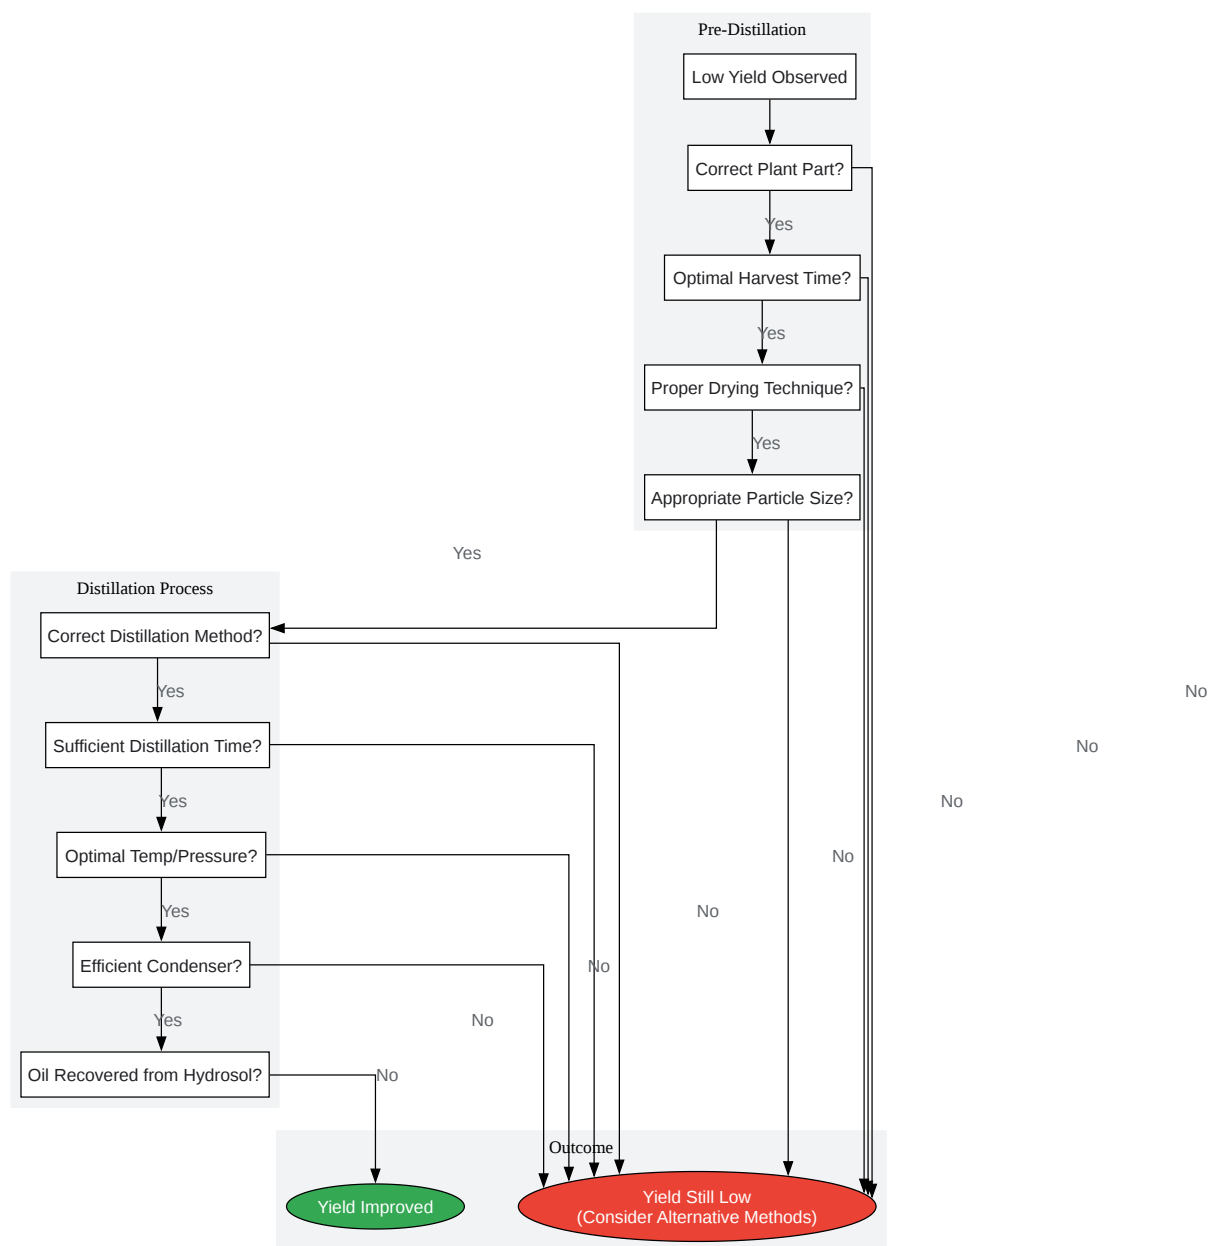 Pre-Distillation
Low Yield Observed
Correct Plant Part?
Yes
Optimal Harvest Time?
Yes
Proper Drying Technique?
Yes
Appropriate Particle Size?
Yes
Distillation Process
Correct Distillation Method?
Yes
No
Sufficient Distillation Time?
No
Yes
No
Optimal Temp/Pressure?
No
Yes
No
Efficient Condenser?
No
Yes
No
Oil Recovered from Hydrosol?
No
Outcome
Yield Improved
Yield Still Low
(Consider Alternative Methods)